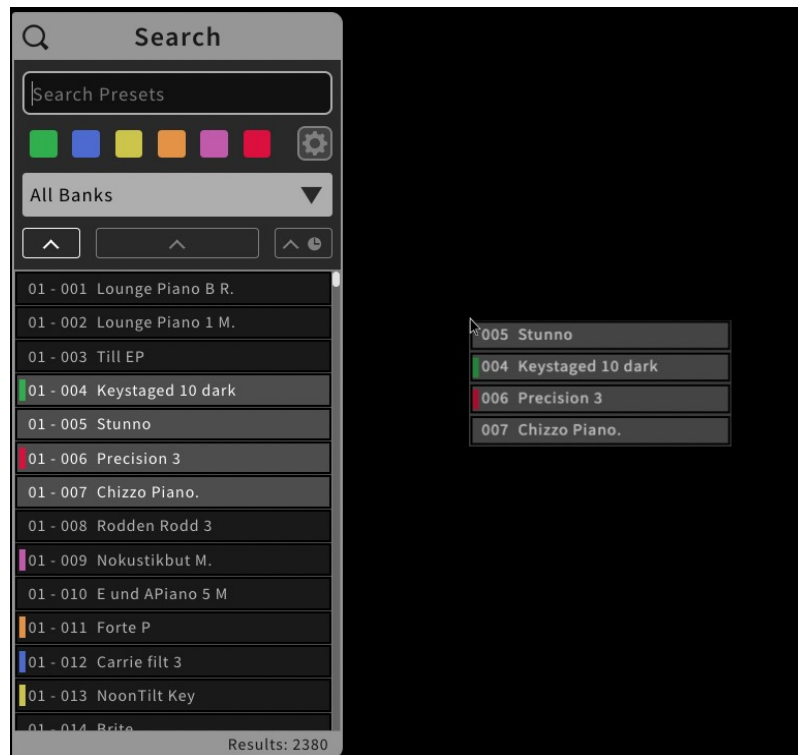 Search
Search Presets
All Banks
01 - 001 Lounge Piano B R.
01 - 002 Lounge Piano 1 M.
01 - 003 Till EP
01 - 004 Keystaged 10 dark
01 - 005 Stunno
01 - 006 Precision 3
01 - 007 Chizzo Piano.
01 - 008 Rodden Rodd 3
01 - 009 Nokustikbut M.
01 - 010 E und APiano 5 M
01 - 011 Forte P
01 - 012 Carrie filt 3
01 - 013 NoonTilt Key
01 - 014 Brite
Results: 2380
005 Stunno
004 Keystaged 10 dark
006 Precision 3
007 Chizzo Piano.